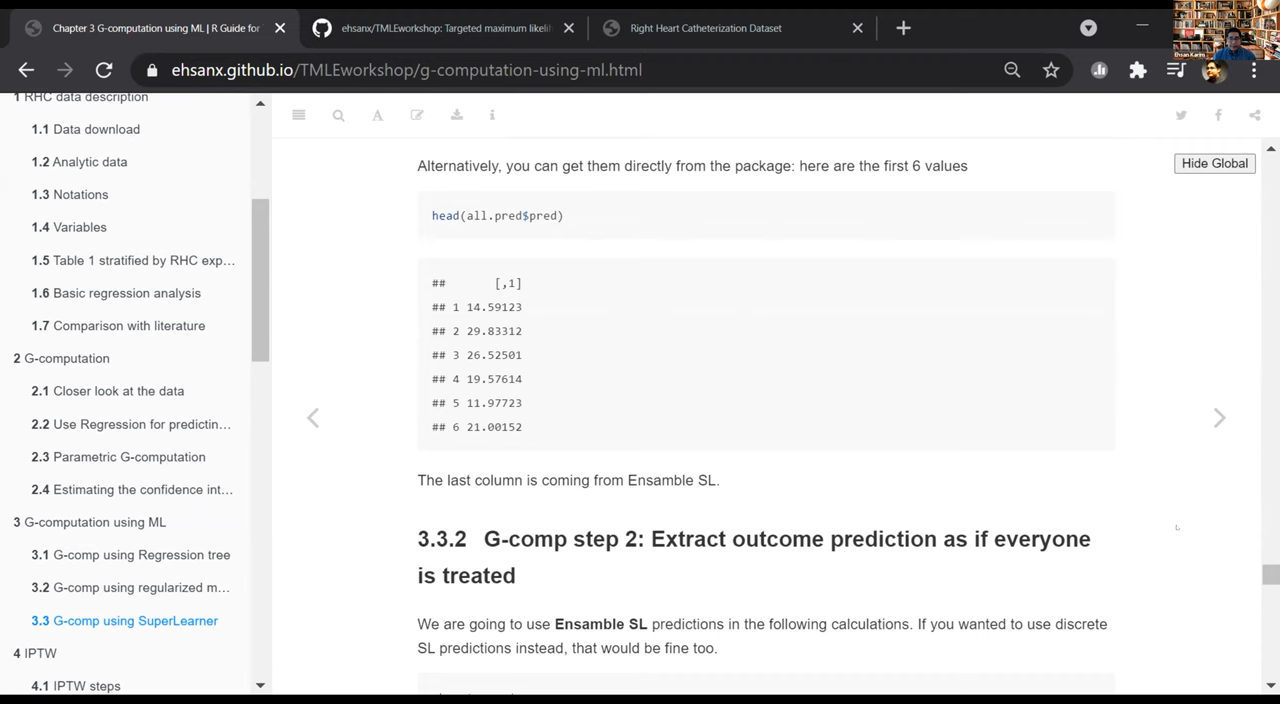 Chapter 3 G-computation using ML | R Guide for
ehsanx/TMLEworkshop: Targeted maximum likeli
Right Heart Catheterization Dataset
Ehsan Karim
ehsanx.github.io/TMLEworkshop/g-computation-using-ml.html
1 RHC data description
1.1 Data download
1.2 Analytic data
1.3 Notations
1.4 Variables
1.5 Table 1 stratified by RHC exp…
1.6 Basic regression analysis
1.7 Comparison with literature
2 G-computation
2.1 Closer look at the data
2.2 Use Regression for predictin…
2.3 Parametric G-computation
2.4 Estimating the confidence int…
3 G-computation using ML
3.1 G-comp using Regression tree
3.2 G-comp using regularized m…
3.3 G-comp using SuperLearner
4 IPTW
4.1 IPTW steps
Hide Global
Alternatively, you can get them directly from the package: here are the first 6 values
head(all.pred$pred)
## [,1]
## 1 14.59123
## 2 29.83312
## 3 26.52501
## 4 19.57614
## 5 11.97723
## 6 21.00152
The last column is coming from Ensamble SL.
3.3.2 G-comp step 2: Extract outcome prediction as if everyone
is treated
We are going to use Ensamble SL predictions in the following calculations. If you wanted to use discrete
SL predictions instead, that would be fine too.